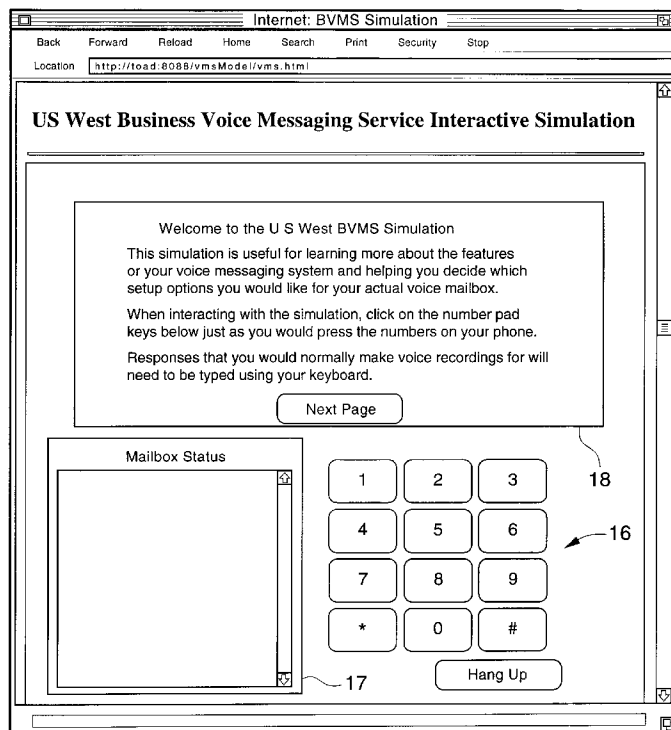 Internet: BVMS Simulation
Back Forward Reload Home Search Print Security Stop
Location http://toad:8088/vmsModel/vms.html
US West Business Voice Messaging Service Interactive Simulation
Welcome to the U S West BVMS Simulation
This simulation is useful for learning more about the features
or your voice messaging system and helping you decide which
setup options you would like for your actual voice mailbox.
When interacting with the simulation, click on the number pad
keys below just as you would press the numbers on your phone.
Responses that you would normally make voice recordings for will
need to be typed using your keyboard.
Next Page
18
Mailbox Status
1 2 3
4 5 6
16
7 8 9
* 0 #
Hang Up
17